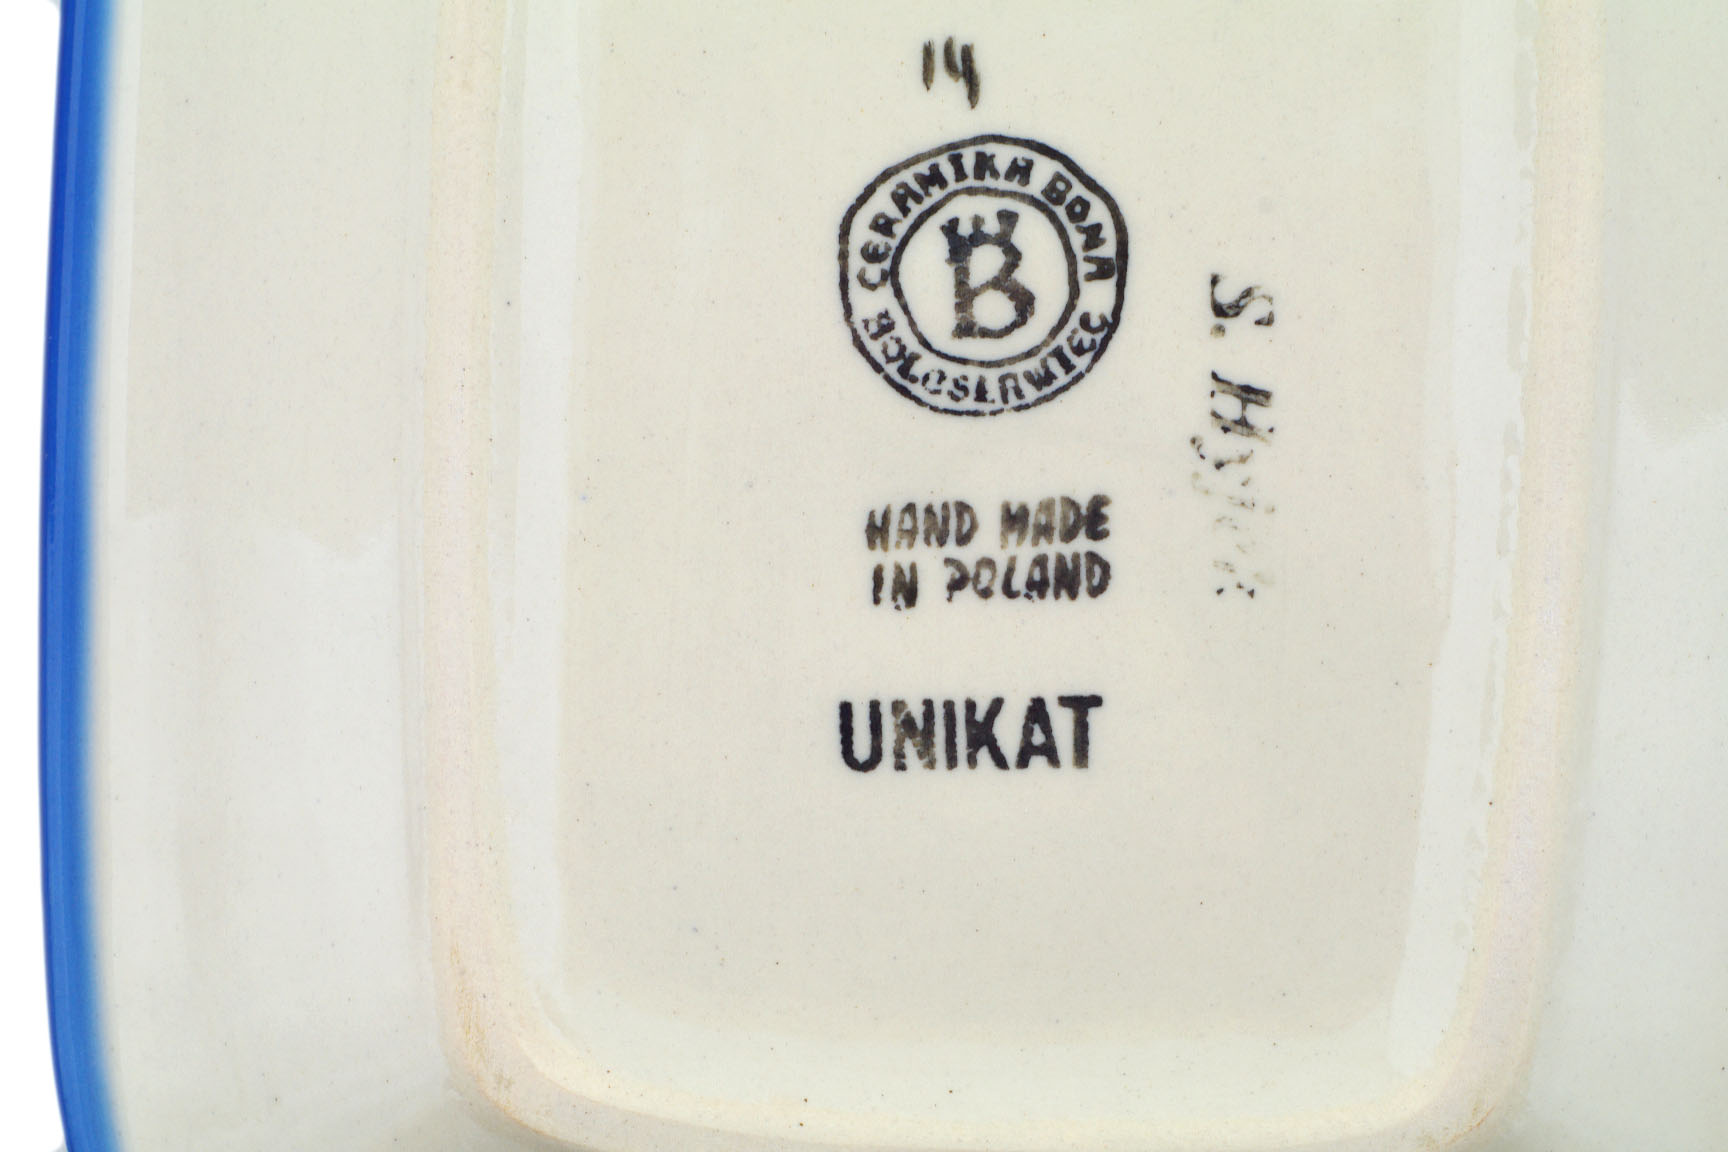 14
CERAMIKA BONA
BOLESŁAWIEC
B
HAND MADE
IN POLAND
UNIKAT
S.